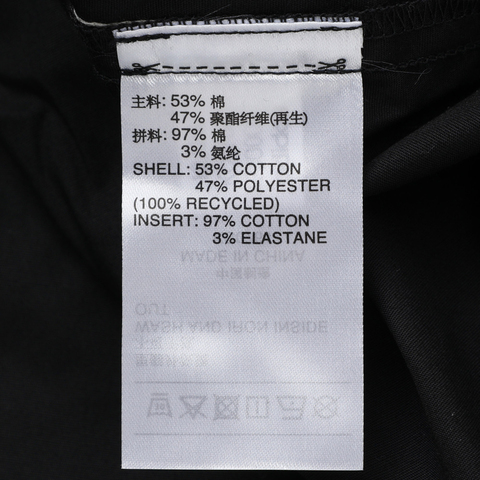 主料: 53% 棉
47% 聚酯纤维(再生)
拼料: 97% 棉
3% 氨纶
SHELL: 53% COTTON
47% POLYESTER
(100% RECYCLED)
INSERT: 97% COTTON
3% ELASTANE
MADE IN CHINA
中国制造
OUT
WASH AND IRON INSIDE